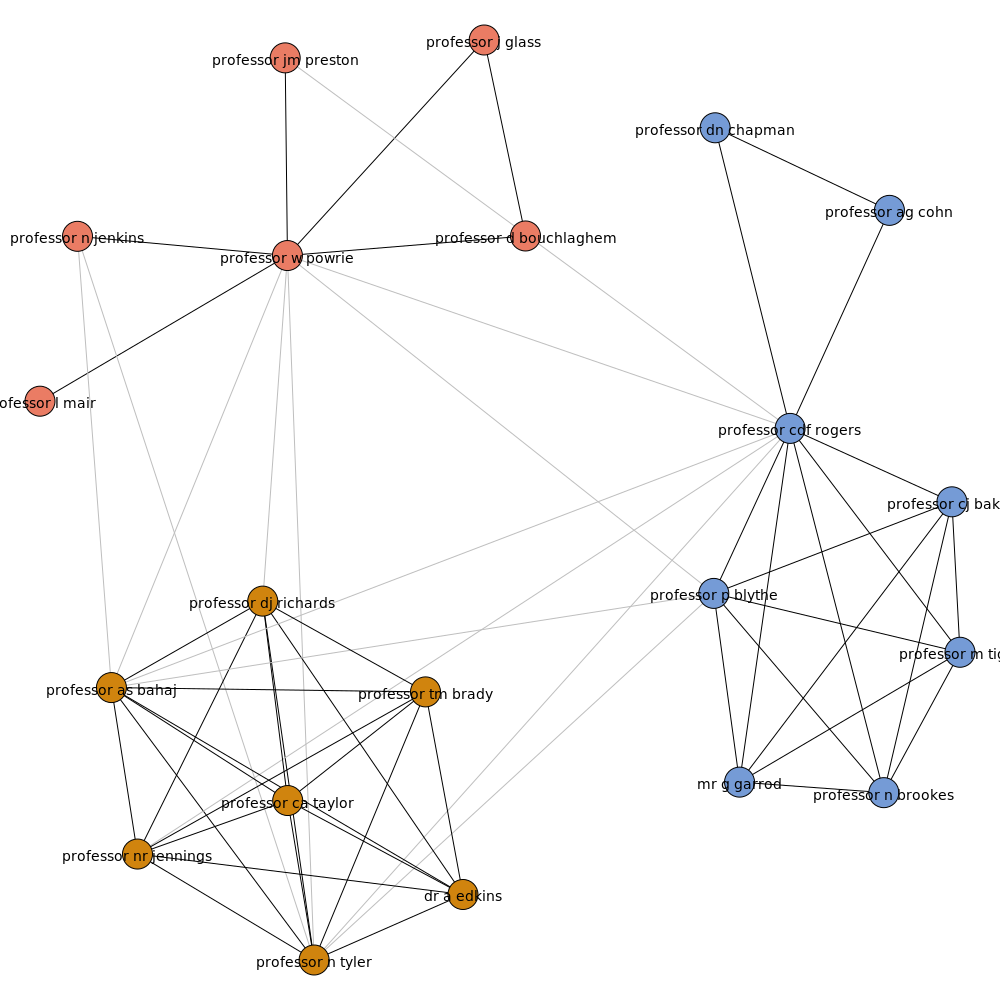 professor j glass
professor jm preston
professor dn chapman
professor ag cohn
professor n jenkins
professor d bouchlaghem
professor w powrie
ofessor l mair
professor cdf rogers
professor cj bak
professor p blythe
professor dj richards
professor m tig
professor as bahaj
professor tm brady
mr g garrod
professor n brookes
professor ca taylor
professor nr jennings
dr a edkins
professor n tyler